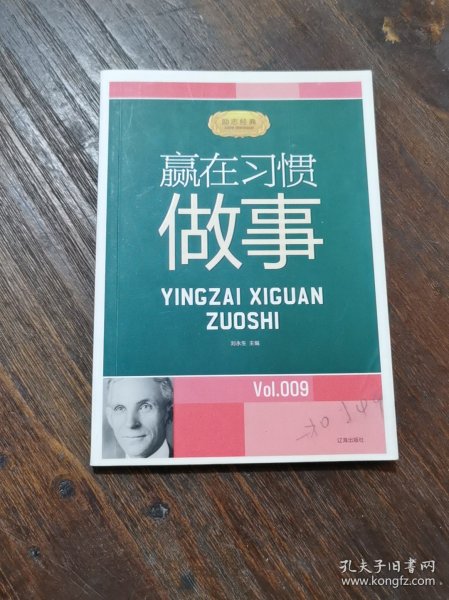 励志经典
赢在习惯
做事
YINGZAI XIGUAN
ZUOSHI
刘永生 主编
Vol.009
辽海出版社
孔夫子旧书网
www.kongfz.com